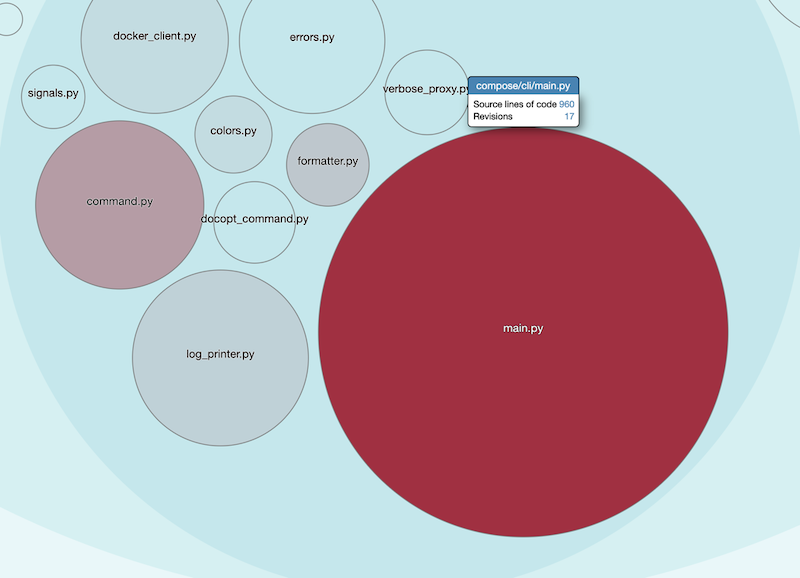 docker_client.py
errors.py
signals.py
verbose_proxy.py
compose/cli/main.py
Source lines of code 960
Revisions 17
colors.py
formatter.py
command.py
docopt_command.py
main.py
log_printer.py